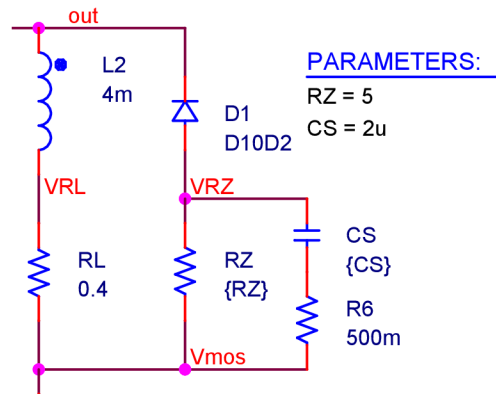 out
L2
4m
PARAMETERS:
RZ = 5
CS = 2u
D1
D10D2
VRL
VRZ
CS
{CS}
RL
0.4
RZ
{RZ}
R6
500m
Vmos